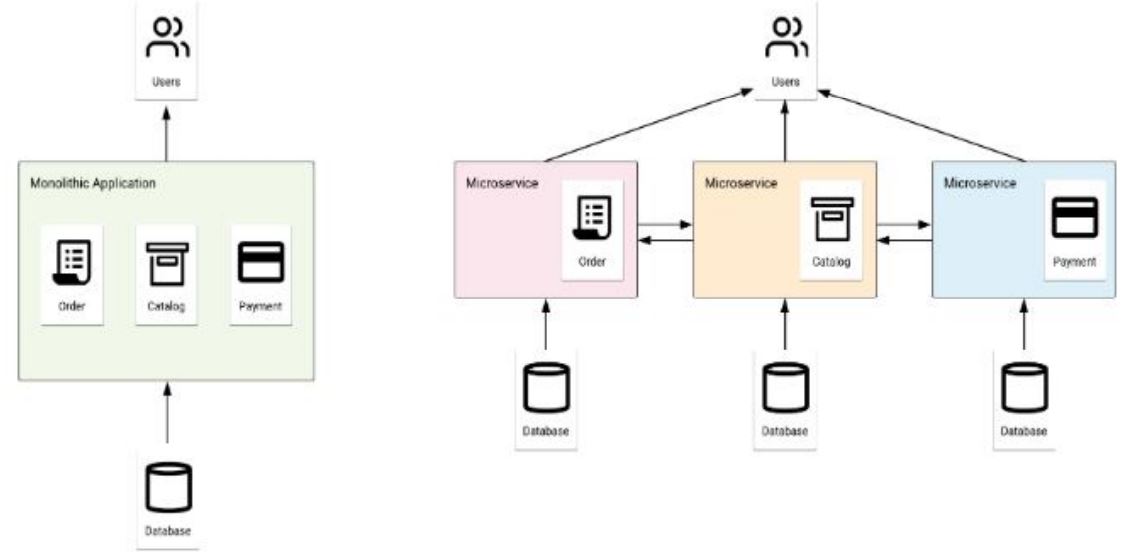 Users
Monolithic Application
Order
Catalog
Payment
Database
Users
Microservice
Order
Microservice
Catalog
Microservice
Payment
Database
Database
Database